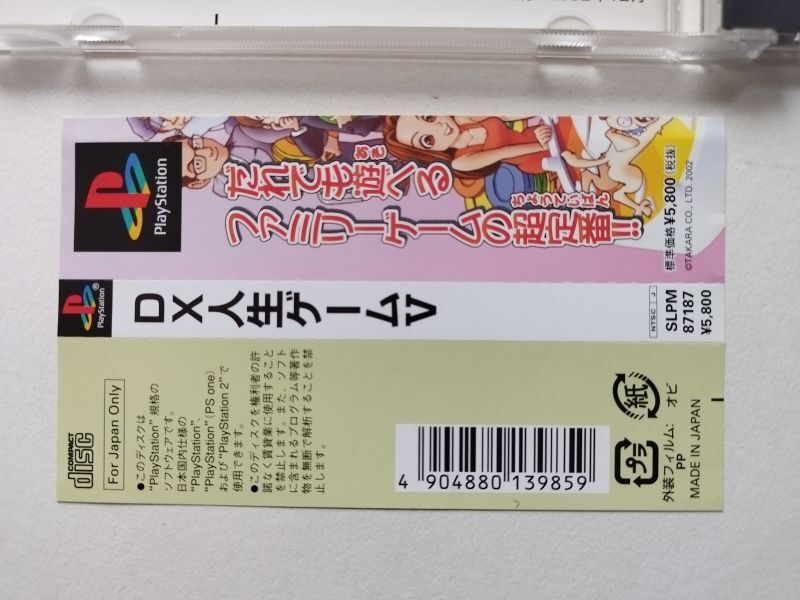 PlayStation
だれでも遊べる
あそ
ファミリーゲームの超定番!!!
ちょうていばん
標準価格¥5,800(税抜)
©TAKARA CO., LTD. 2002
PlayStation®
DX人生ゲームV
NTSC J
SLPM
87187
¥5,800
COMPACT
disc
For Japan Only
●このディスクは
"PlayStation"規格の
ソフトウェアです。
日本国内仕様の
"PlayStation"、
"PlayStation"(PS one)
および"PlayStation 2"で
使用できます。
●このディスクを権利者の許
諾なく賃貸業に使用すること
を禁止します。また、ソフト
に含まれるプログラム等著作
物を無断で解析することを禁
止します。
4 904880 139859
プラ
紙
外装フィルム: オビ
PP
MADE IN JAPAN